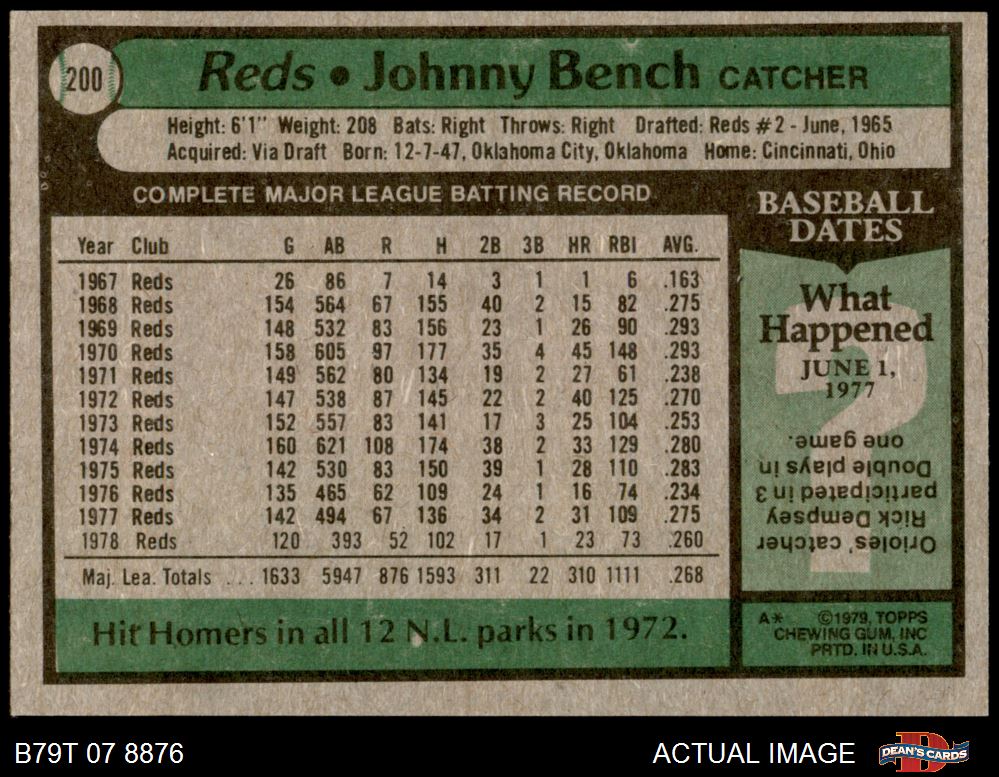 200
Reds • Johnny Bench CATCHER
Height: 6'1" Weight: 208 Bats: Right Throws: Right Drafted: Reds #2 - June, 1965
Acquired: Via Draft Born: 12-7-47, Oklahoma City, Oklahoma Home: Cincinnati, Ohio
COMPLETE MAJOR LEAGUE BATTING RECORD
Year Club G AB R H 2B 3B HR RBI AVG.
1967 Reds 26 86 7 14 3 1 1 6 .163
1968 Reds 154 564 67 155 40 2 15 82 .275
1969 Reds 148 532 83 156 23 1 26 90 .293
1970 Reds 158 605 97 177 35 4 45 148 .293
1971 Reds 149 562 80 134 19 2 27 61 .238
1972 Reds 147 538 87 145 22 2 40 125 .270
1973 Reds 152 557 83 141 17 3 25 104 .253
1974 Reds 160 621 108 174 38 2 33 129 .280
1975 Reds 142 530 83 150 39 1 28 110 .283
1976 Reds 135 465 62 109 24 1 16 74 .234
1977 Reds 142 494 67 136 34 2 31 109 .275
1978 Reds 120 393 52 102 17 1 23 73 .260
Maj. Lea. Totals ... 1633 5947 876 1593 311 22 310 1111 .268
Hit Homers in all 12 N.L. parks in 1972.
BASEBALL
DATES
What
Happened
JUNE 1,
1977
?
Orioles' catcher
Rick Dempsey
participated in 3
Double plays in
one game.
A* ©1979, TOPPS
CHEWING GUM, INC
PRTD. IN U.S.A.
B79T 07 8876
ACTUAL IMAGE
D
DEAN'S CARDS